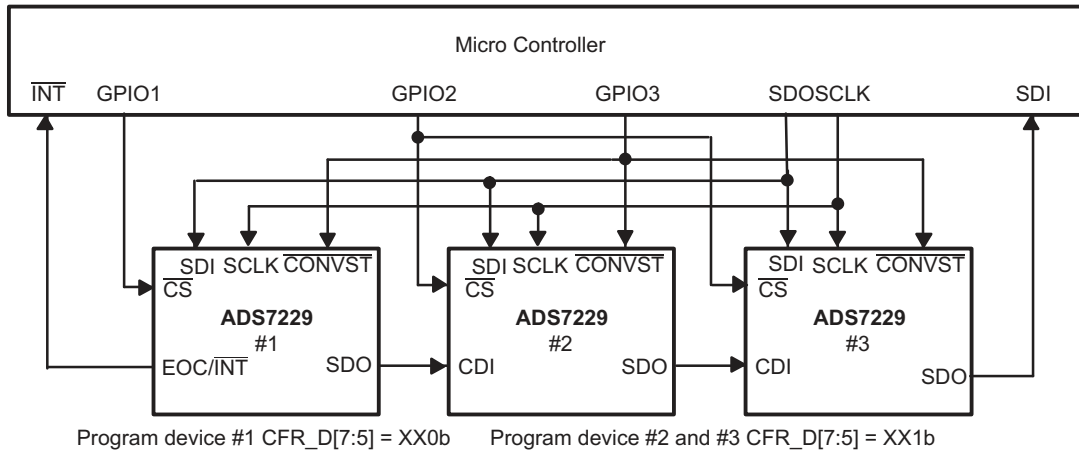 Micro Controller
INT GPIO1 GPIO2 GPIO3 SDOSCLK SDI
SDI SCLK CONVST
CS
ADS7229
#1
EOC/INT SDO
SDI SCLK CONVST
CS
ADS7229
#2
CDI SDO
SDI SCLK CONVST
CS
ADS7229
#3
CDI SDO
Program device #1 CFR_D[7:5] = XX0b Program device #2 and #3 CFR_D[7:5] = XX1b